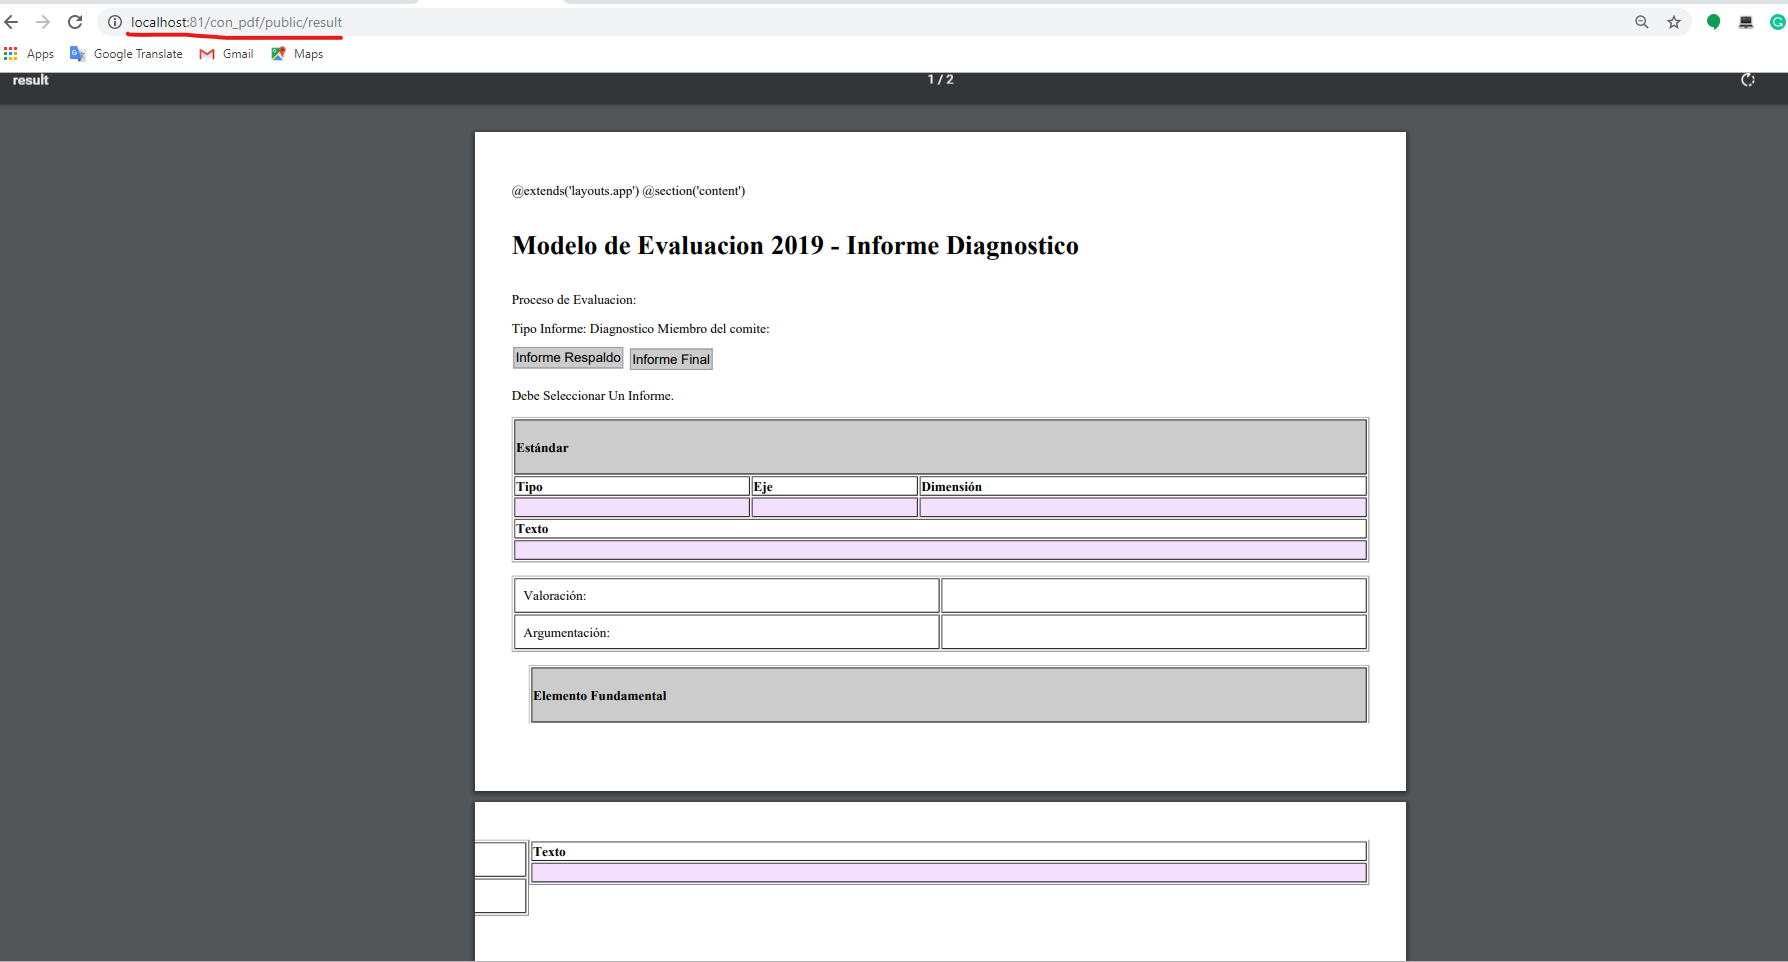 localhost:81/con_pdf/public/result
Apps Google Translate Gmail Maps
result 1 / 2
@extends('layouts.app') @section('content')
Modelo de Evaluacion 2019 - Informe Diagnostico
Proceso de Evaluacion:
Tipo Informe: Diagnostico Miembro del comite:
Informe Respaldo Informe Final
Debe Seleccionar Un Informe.
Estándar
Tipo Eje Dimensión
Texto
Valoración:
Argumentación:
Elemento Fundamental
Texto